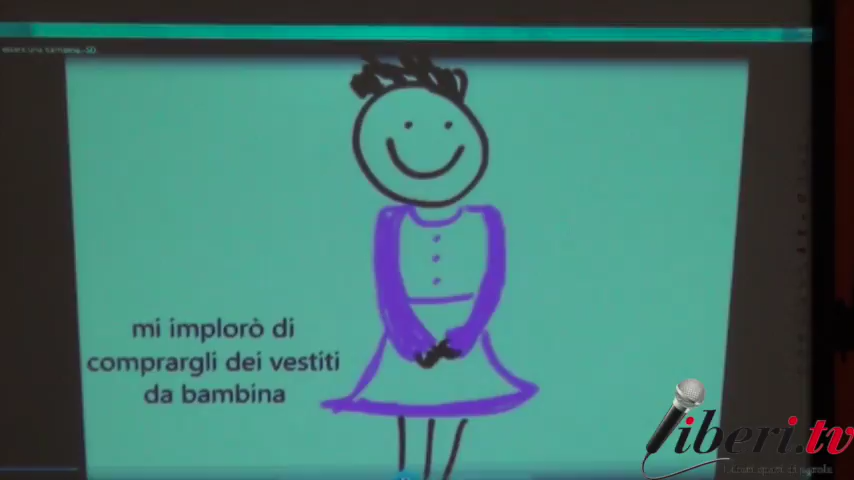 mi implorò di
comprargli dei vestiti
da bambina
liberi.tv